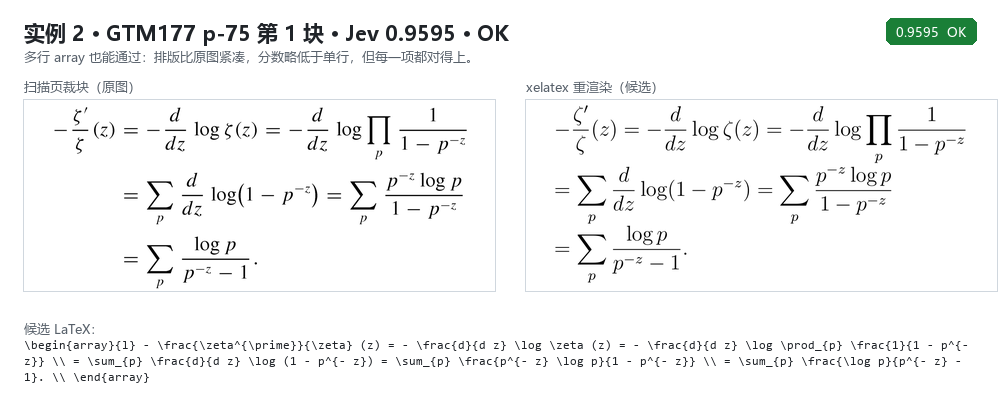 实例 2 • GTM177 p-75 第 1 块 • Jev 0.9595 • OK
0.9595 OK
多行 array 也能通过：排版比原图紧凑，分数略低于单行，但每一项都对得上。
扫描页裁块（原图）
xelatex 重渲染（候选）
−ζ′/ζ (z) = −d/dz log ζ(z) = −d/dz log ∏_p 1/(1 − p^{−z})
= ∑_p d/dz log(1 − p^{−z}) = ∑_p (p^{−z} log p)/(1 − p^{−z})
= ∑_p (log p)/(p^{−z} − 1).
−ζ′/ζ (z) = −d/dz log ζ(z) = −d/dz log ∏_p 1/(1 − p^{−z})
= ∑_p d/dz log(1 − p^{−z}) = ∑_p (p^{−z} log p)/(1 − p^{−z})
= ∑_p (log p)/(p^{−z} − 1).
候选 LaTeX：
\begin{array}{l} - \frac{\zeta^{\prime}}{\zeta} (z) = - \frac{d}{d z} \log \zeta (z) = - \frac{d}{d z} \log \prod_{p} \frac{1}{1 - p^{-
z}} \\ = \sum_{p} \frac{d}{d z} \log (1 - p^{- z}) = \sum_{p} \frac{p^{- z} \log p}{1 - p^{- z}} \\ = \sum_{p} \frac{\log p}{p^{- z} -
1}. \\ \end{array}